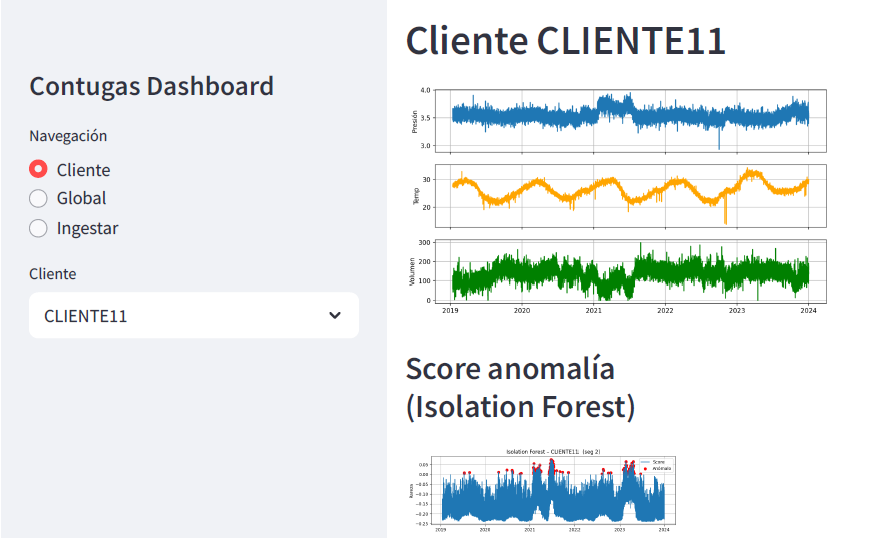 Contugas Dashboard
Navegación
Cliente
Global
Ingestar
Cliente
CLIENTE11
Cliente CLIENTE11
Presión
4.0
3.5
3.0
Temp
30
20
Volumen
300
200
100
0
2019
2020
2021
2022
2023
2024
Score anomalía
(Isolation Forest)
Isolation Forest – CLIENTE11 (seg 2)
Score
Anómalo
0.05
0.00
−0.05
−0.10
−0.15
−0.20
−0.25
2019
2020
2021
2022
2023
2024